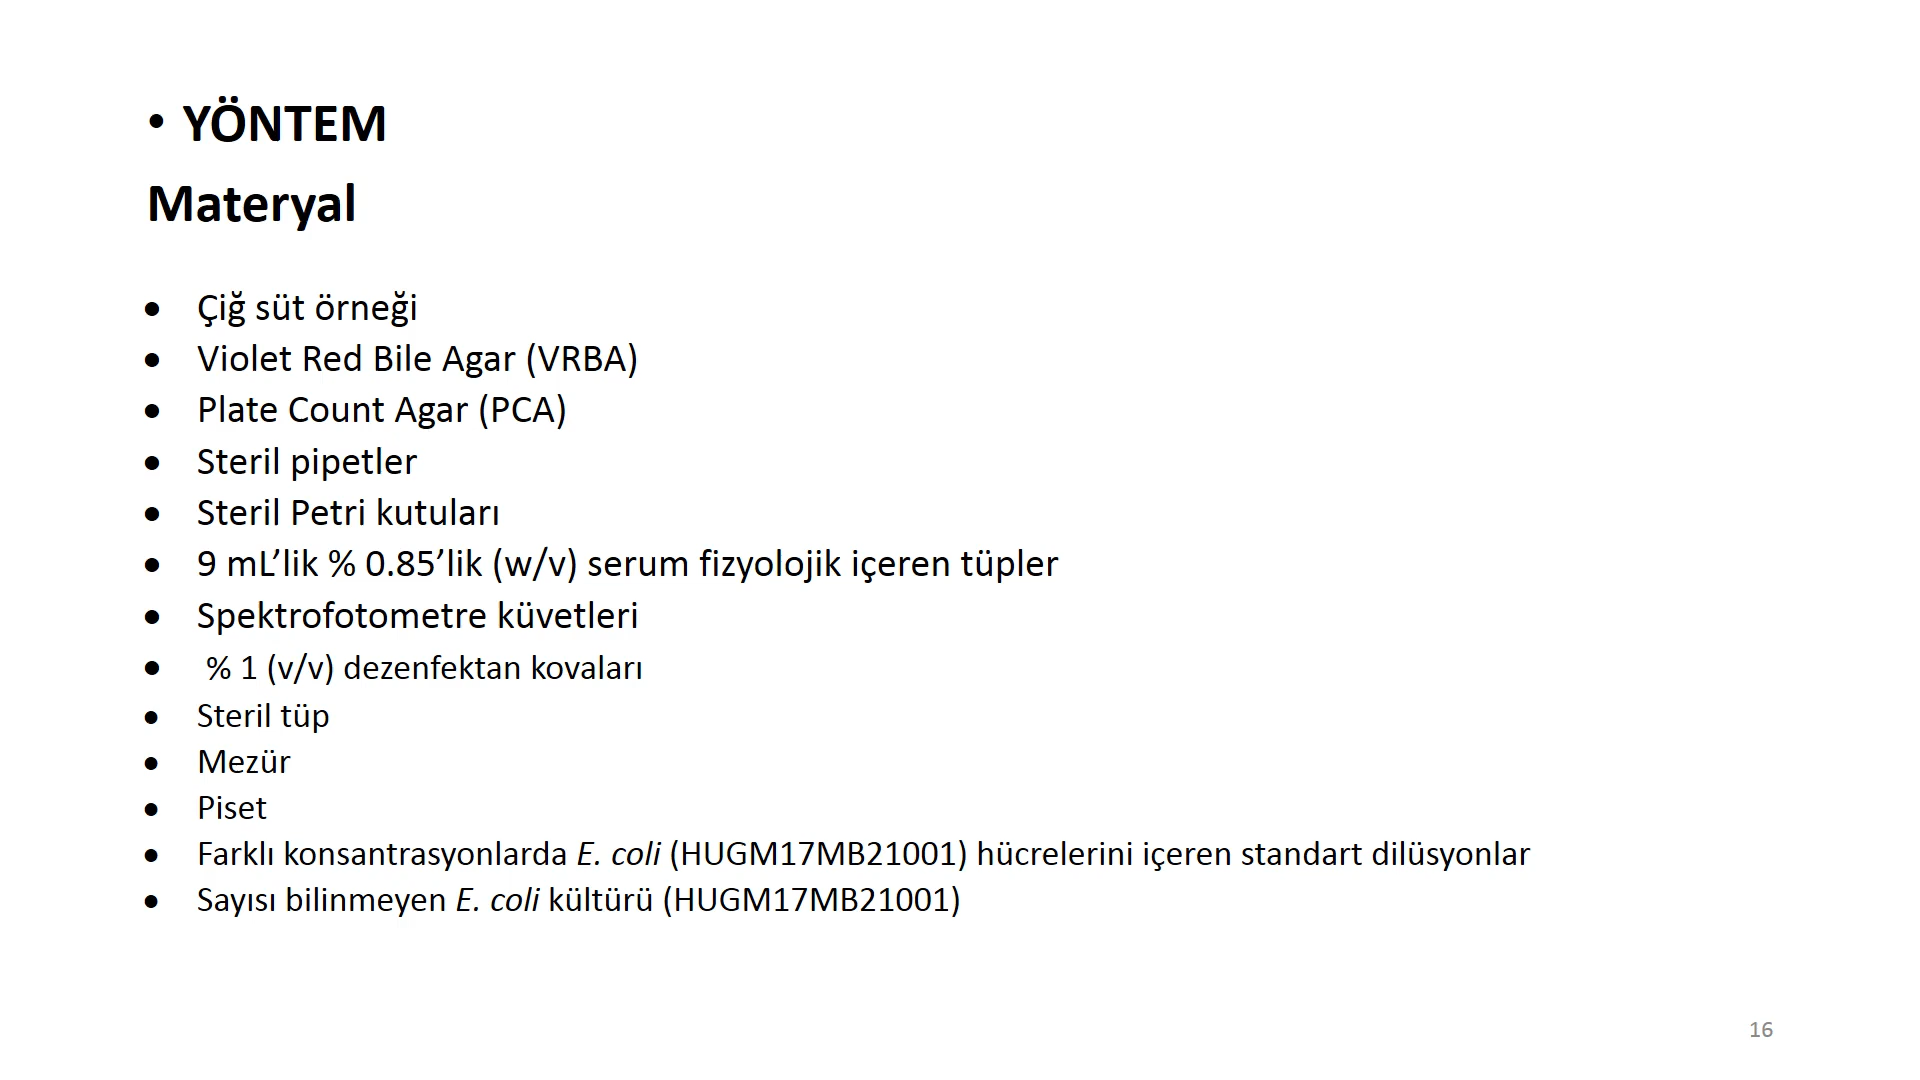 • YÖNTEM
Materyal
• Çiğ süt örneği
• Violet Red Bile Agar (VRBA)
• Plate Count Agar (PCA)
• Steril pipetler
• Steril Petri kutuları
• 9 mL’lik % 0.85’lik (w/v) serum fizyolojik içeren tüpler
• Spektrofotometre küvetleri
• % 1 (v/v) dezenfektan kovaları
• Steril tüp
• Mezür
• Piset
• Farklı konsantrasyonlarda E. coli (HUGM17MB21001) hücrelerini içeren standart dilüsyonlar
• Sayısı bilinmeyen E. coli kültürü (HUGM17MB21001)
16